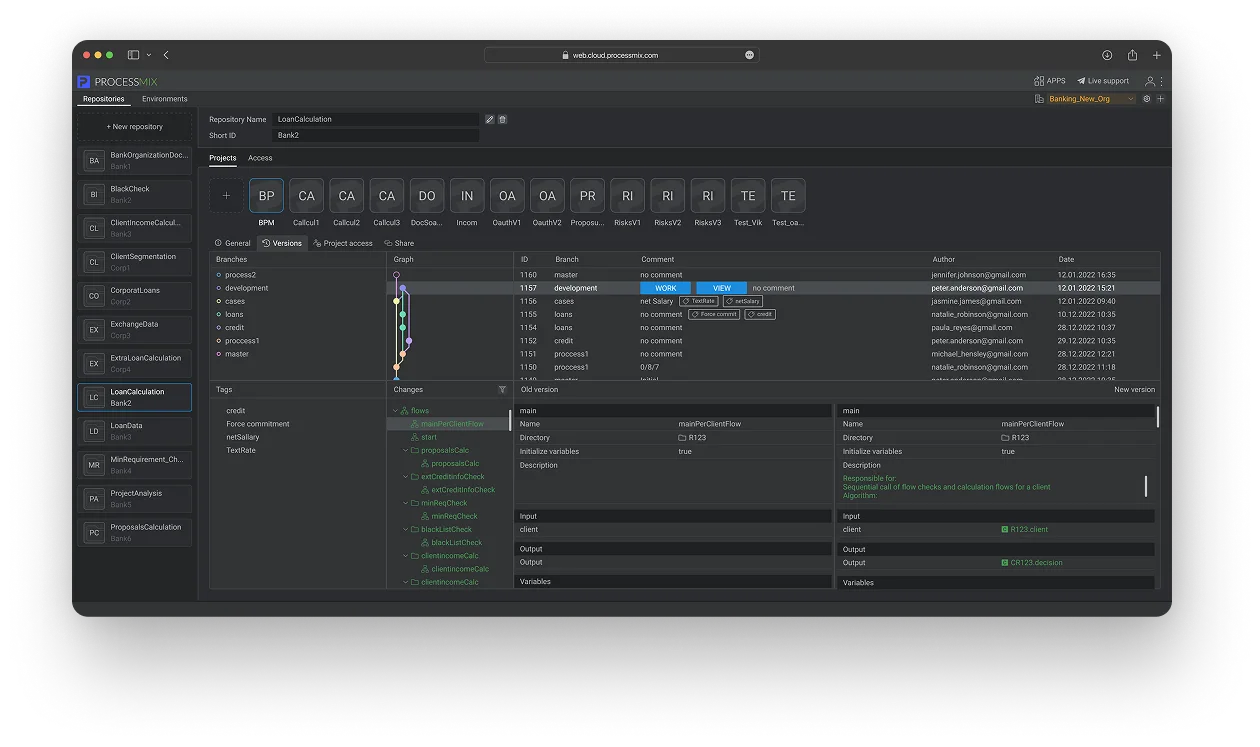 web.cloud.processmix.com
PROCESSMIX
APPS
Live support
Repositories
Environments
Banking_New_Org
+ New repository
BA
BankOrganizationDoc...
Bank1
BI
BlackCheck
Bank2
CL
ClientIncomeCalcul...
Bank3
CL
ClientSegmentation
Corp1
CO
CorporatLoans
Corp2
EX
ExchangeData
Corp3
EX
ExtraLoanCalculation
Corp4
LC
LoanCalculation
Bank2
LD
LoanData
Bank3
MR
MinRequirement_Ch...
Bank4
PA
ProjectAnalysis
Bank5
PC
ProposalsCalculation
Bank6
Repository Name LoanCalculation
Short ID Bank2
Projects Access
+ BP CA CA CA DO IN OA OA PR RI RI RI TE TE
BPM Callcul1 Callcul2 Callcul3 DocSoa... Incom OauthV1 OauthV2 Proposu... RisksV1 RisksV2 RisksV3 Test_Vik Test_oa...
General Versions Project access Share
Branches
process2
development
cases
loans
credit
proccess1
master
Graph
ID Branch Comment Author Date
1160 master no comment jennifer.johnson@gmail.com 12.01.2022 16:35
1157 development WORK VIEW no comment peter.anderson@gmail.com 12.01.2022 15:21
1156 cases net Salary TextRate netSalary jasmine.james@gmail.com 12.01.2022 09:40
1155 loans no comment Force commit credit natalie_robinson@gmail.com 10.12.2022 10:35
1154 loans no comment paula_reyes@gmail.com 28.12.2022 10:37
1152 credit no comment peter.anderson@gmail.com 29.12.2022 10:35
1151 proccess1 no comment michael_hensley@gmail.com 28.12.2022 12:21
1150 proccess1 0/8/7 natalie_robinson@gmail.com 28.12.2022 11:18
Tags
credit
Force commitment
netSallary
TextRate
Changes
flows
mainPerClientFlow
start
proposalsCalc
proposalsCalc
extCreditinfoCheck
extCreditInfoCheck
minReqCheck
minReqCheck
blackListCheck
blackListCheck
clientincomeCalc
clientincomeCalc
clientincomeCalc
Old version
main
Name mainPerClientFlow
Directory R123
Initialize variables true
Description
Input
client
Output
Output
Variables
New version
main
Name mainPerClientFlow
Directory R123
Initialize variables true
Description
Responsible for:
Sequential call of flow checks and calculation flows for a client
Algorithm:
Input
client R123.client
Output
Output CR123.decision
Variables